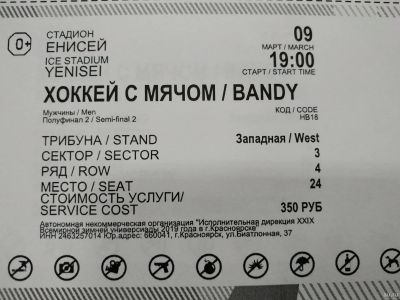 0+
СТАДИОН
ЕНИСЕЙ
ICE STADIUM
YENISEI
09
МАРТ / MARCH
19:00
СТАРТ / START TIME
ХОККЕЙ С МЯЧОМ / BANDY
Мужчины / Men
Полуфинал 2 / Semi-final 2
КОД / CODE
HB16
ТРИБУНА / STAND Западная / West
СЕКТОР / SECTOR 3
РЯД / ROW 4
МЕСТО / SEAT 24
СТОИМОСТЬ УСЛУГИ/
SERVICE COST 350 РУБ
Автономная некоммерческая организация "Исполнительная дирекция XXIX
Всемирной зимней универсиады 2019 года в г.Красноярске"
ИНН 2463257014 Юр.адрес: 660041, г.Красноярск, ул.Биатлонная, 37